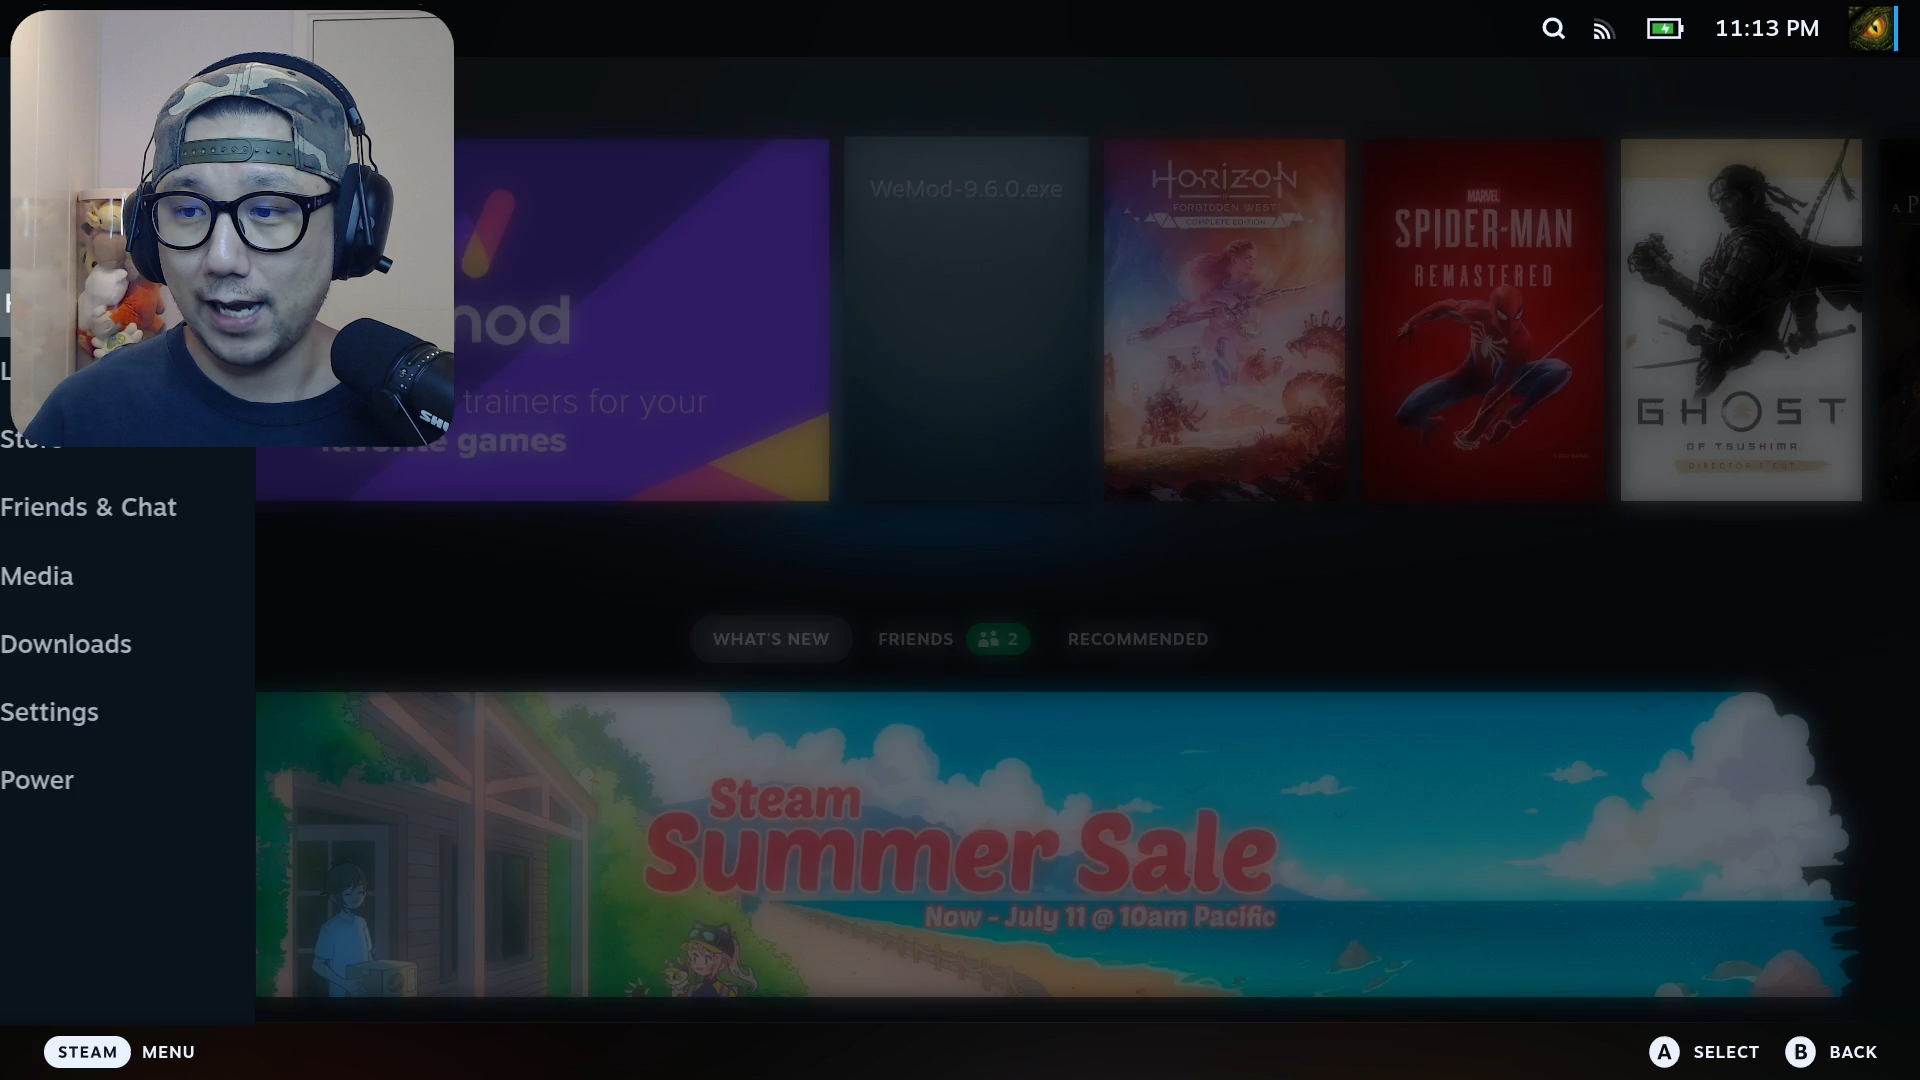 11:13 PM
mod
trainers for your
favorite games
WeMod-9.6.0.exe
HORIZON
FORBIDDEN WEST
COMPLETE EDITION
MARVEL
SPIDER-MAN
REMASTERED
GHOST
OF TSUSHIMA
DIRECTOR'S CUT
A P
Store
Friends & Chat
Media
Downloads
Settings
Power
WHAT'S NEW
FRIENDS
2
RECOMMENDED
Steam
Summer Sale
Now - July 11 @ 10am Pacific
STEAM
MENU
A
SELECT
B
BACK